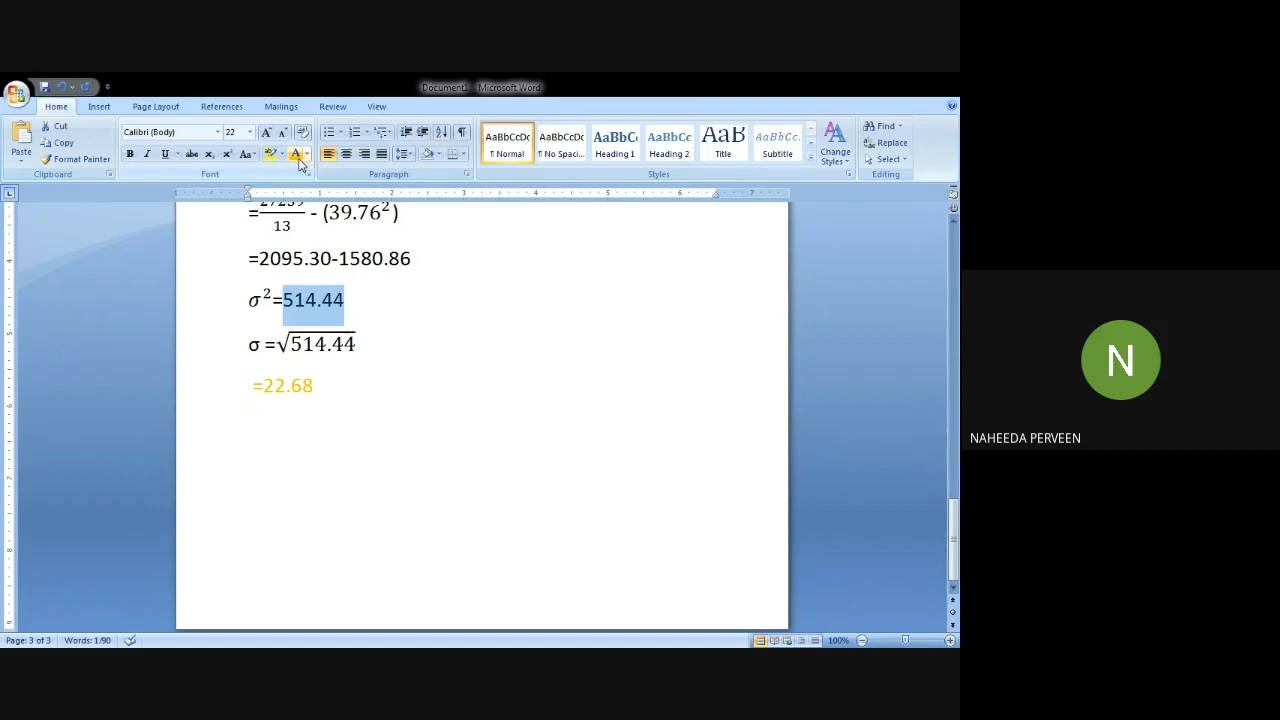 Document1 - Microsoft Word
Home Insert Page Layout References Mailings Review View
Cut
Copy
Format Painter
Paste
Clipboard
Calibri (Body) 22
Font
Paragraph
AaBbCcDc AaBbCcDc AaBbC AaBbCc AaB AaBbCc.
¶ Normal ¶ No Spaci... Heading 1 Heading 2 Title Subtitle
Change Styles
Styles
Find
Replace
Select
Editing
=27239/13 - (39.76²)
=2095.30-1580.86
σ²=514.44
σ =√514.44
=22.68
N
NAHEEDA PERVEEN
Page: 3 of 3 Words: 1/90 100%